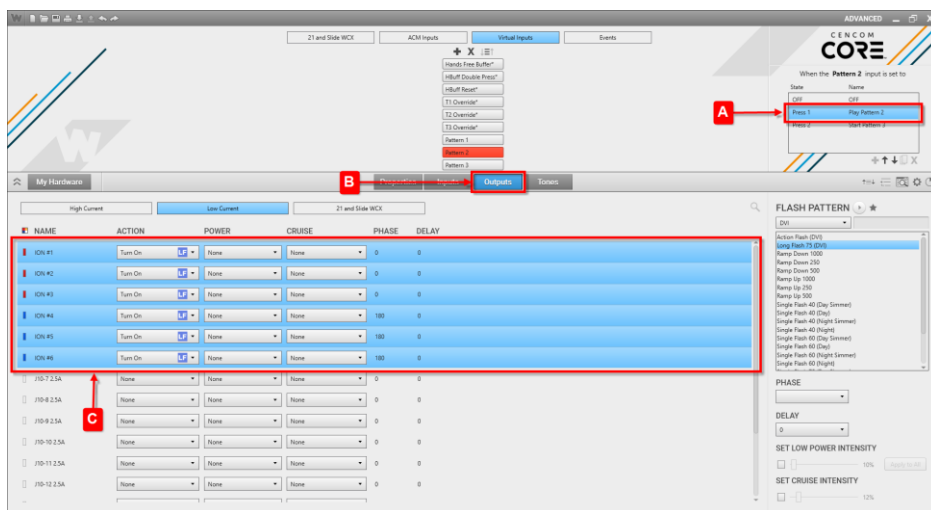 ADVANCED
21 and Slide WCX
ACM Inputs
Virtual Inputs
Events
CENCOM
CORE
Hands Free Buffer*
HBuff Double Press*
HBuff Reset*
T1 Override*
T2 Override*
T3 Override*
Pattern 1
Pattern 2
Pattern 3
When the Pattern 2 input is set to
State Name
OFF OFF
A
Press 1 Play Pattern 2
Press 2 Start Pattern 3
My Hardware
B
Properties
Inputs
Outputs
Tones
High Current
Low Current
21 and Slide WCX
NAME ACTION POWER CRUISE PHASE DELAY
ION #1 Turn On LF None None 0 0
ION #2 Turn On LF None None 0 0
ION #3 Turn On LF None None 0 0
ION #4 Turn On LF None None 180 0
ION #5 Turn On LF None None 180 0
ION #6 Turn On LF None None 180 0
J10-7 2.5A None None None 0 0
J10-8 2.5A None None None 0 0
C
J10-9 2.5A None None None 0 0
J10-10 2.5A None None None 0 0
J10-11 2.5A None None None 0 0
J10-12 2.5A None None None 0 0
FLASH PATTERN
DVI
Action Flash (DVI)
Long Flash 75 (DVI)
Ramp Down 1000
Ramp Down 250
Ramp Down 500
Ramp Up 1000
Ramp Up 250
Ramp Up 500
Single Flash 40 (Day Simmer)
Single Flash 40 (Day)
Single Flash 40 (Night Simmer)
Single Flash 40 (Night)
Single Flash 60 (Day Simmer)
Single Flash 60 (Day)
Single Flash 60 (Night Simmer)
Single Flash 60 (Night)
PHASE
DELAY
0
SET LOW POWER INTENSITY
10% Apply to All
SET CRUISE INTENSITY
12%